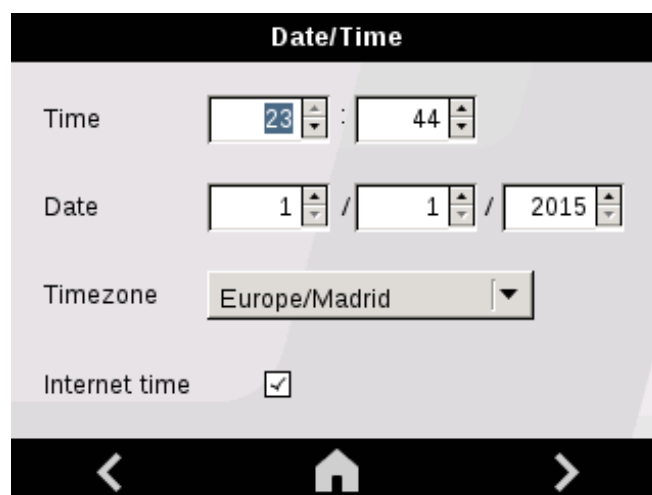 Date/Time
Time 23 : 44
Date 1 / 1 / 2015
Timezone Europe/Madrid
Internet time